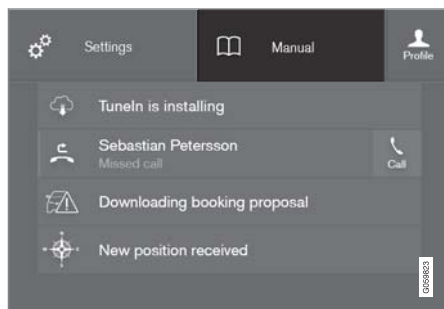 Settings
Manual
Profile
TuneIn is installing
Sebastian Petersson
Missed call
Call
Downloading booking proposal
New position received
G059823